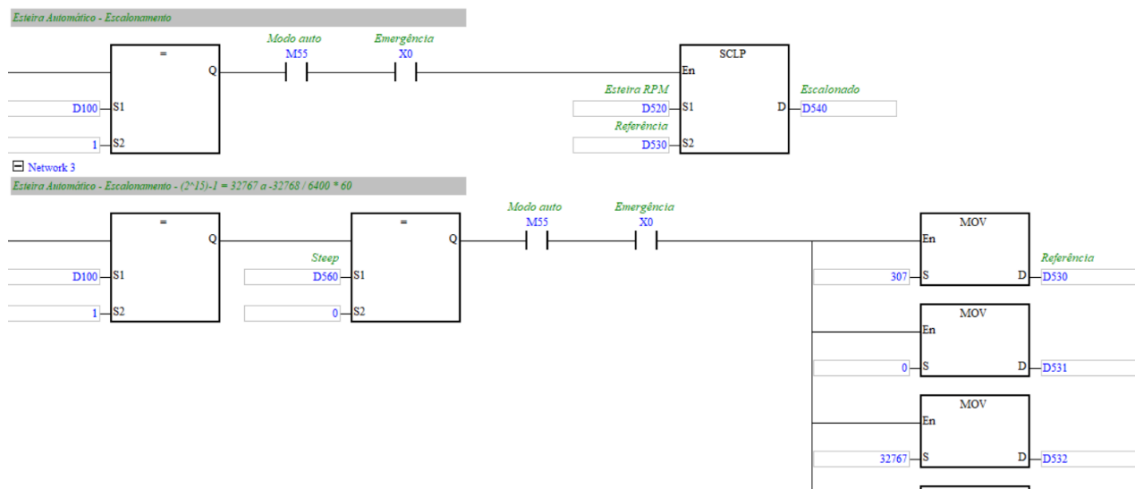 Esteira Automático - Escalonamento
= Modo auto Emergência
M55 X0 SCLP
Q En
Esteira RPM Escalonado
D100 S1 D520 S1 D D540
Referência
1 S2 D530 S2
Network 3
Esteira Automático - Escalonamento - (2^15)-1 = 32767 a -32768 / 6400 * 60
= = Modo auto Emergência MOV
M55 X0
Q Q En
Steep Referência
D100 S1 D560 S1 307 S D D530
1 S2 0 S2
MOV
En
0 S D D531
MOV
En
32767 S D D532